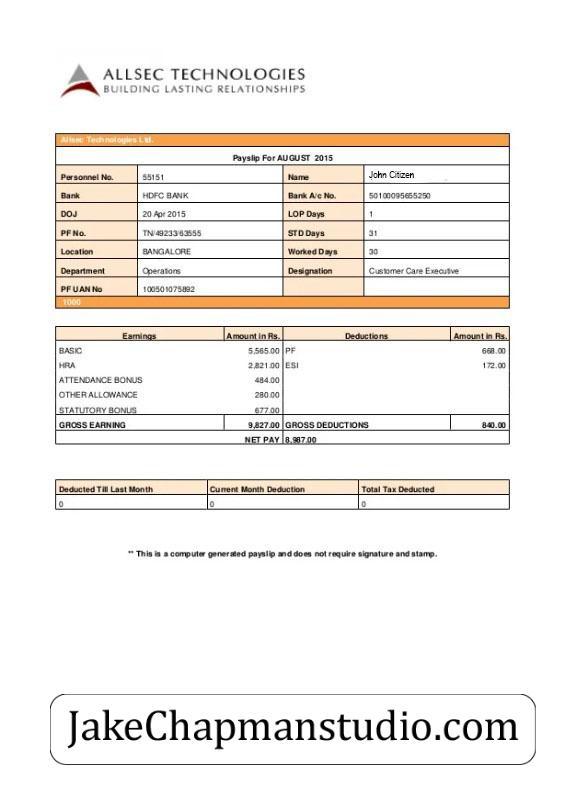 ALLSEC TECHNOLOGIES
BUILDING LASTING RELATIONSHIPS
Allsec Technologies Ltd.
Payslip For AUGUST 2015
Personnel No. 55151 Name John Citizen
Bank HDFC BANK Bank A/c No. 50100095655250
DOJ 20 Apr 2015 LOP Days 1
PF No. TN/49233/63555 STD Days 31
Location BANGALORE Worked Days 30
Department Operations Designation Customer Care Executive
PF UAN No 100501075892
1000
Earnings Amount in Rs. Deductions Amount in Rs.
BASIC 5,565.00 PF 668.00
HRA 2,821.00 ESI 172.00
ATTENDANCE BONUS 484.00
OTHER ALLOWANCE 280.00
STATUTORY BONUS 677.00
GROSS EARNING 9,827.00 GROSS DEDUCTIONS 840.00
NET PAY 8,987.00
Deducted Till Last Month Current Month Deduction Total Tax Deducted
0 0 0
** This is a computer generated payslip and does not require signature and stamp.
JakeChapmanstudio.com